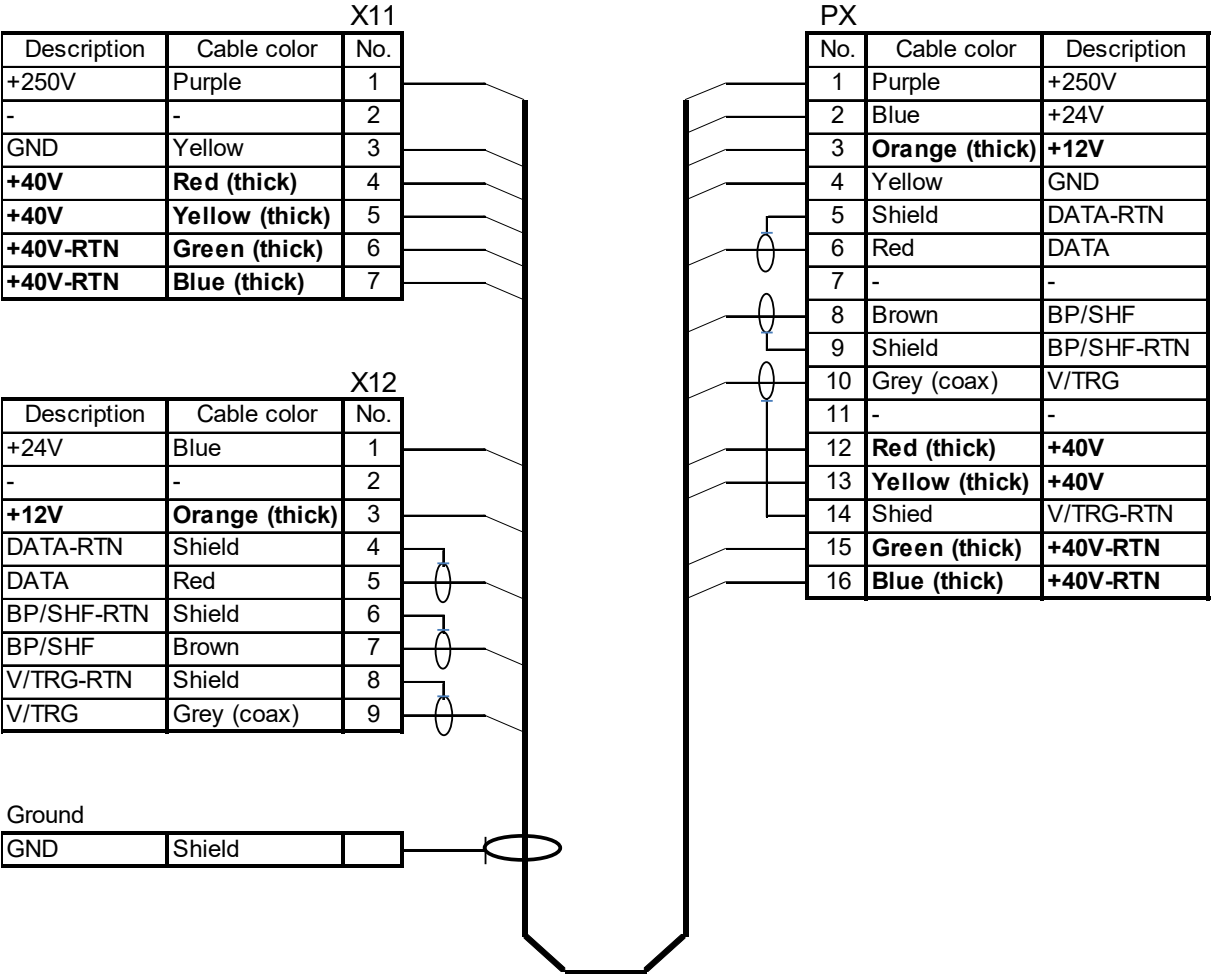 X11
Description Cable color No.
+250V Purple 1
- - 2
GND Yellow 3
+40V Red (thick) 4
+40V Yellow (thick) 5
+40V-RTN Green (thick) 6
+40V-RTN Blue (thick) 7
X12
Description Cable color No.
+24V Blue 1
- - 2
+12V Orange (thick) 3
DATA-RTN Shield 4
DATA Red 5
BP/SHF-RTN Shield 6
BP/SHF Brown 7
V/TRG-RTN Shield 8
V/TRG Grey (coax) 9
Ground
GND Shield
PX
No. Cable color Description
1 Purple +250V
2 Blue +24V
3 Orange (thick) +12V
4 Yellow GND
5 Shield DATA-RTN
6 Red DATA
7 - -
8 Brown BP/SHF
9 Shield BP/SHF-RTN
10 Grey (coax) V/TRG
11 - -
12 Red (thick) +40V
13 Yellow (thick) +40V
14 Shied V/TRG-RTN
15 Green (thick) +40V-RTN
16 Blue (thick) +40V-RTN